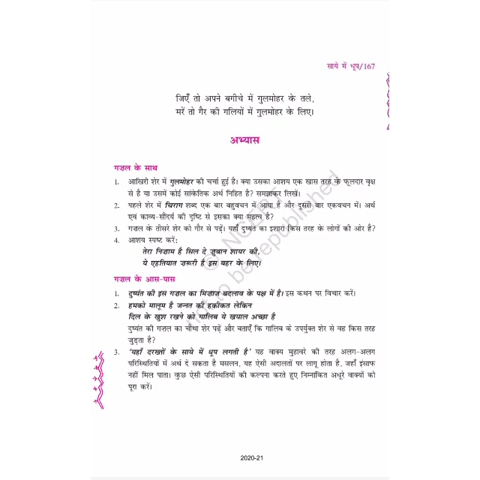 साये में धूप/167
जिएँ तो अपने बगीचे में गुलमोहर के तले,
मरें तो गैर की गलियों में गुलमोहर के लिए।
अभ्यास
गज़ल के साथ
1. आखिरी शेर में गुलमोहर की चर्चा हुई है। क्या उसका आशय एक खास तरह के फूलदार वृक्ष
से है या उसमें कोई सांकेतिक अर्थ निहित है? समझाकर लिखें।
2. पहले शेर में चिराग शब्द एक बार बहुवचन में आया है और दूसरी बार एकवचन में। अर्थ
एवं काव्य-सौंदर्य की दृष्टि से इसका क्या महत्व है?
3. गज़ल के तीसरे शेर को गौर से पढ़ें। यहाँ दुष्यंत का इशारा किस तरह के लोगों की ओर है?
4. आशय स्पष्ट करें:
तेरा निज़ाम है सिल दे ज़ुबान शायर की,
ये एहतियात ज़रूरी है इस बहर के लिए।
गज़ल के आस-पास
1. दुष्यंत की इस गज़ल का मिज़ाज बदलाव के पक्ष में है। इस कथन पर विचार करें।
2. हमको मालूम है जन्नत की हकीकत लेकिन
दिल के खुश रखने को गालिब ये खयाल अच्छा है
दुष्यंत की गज़ल का चौथा शेर पढ़ें और बताएँ कि गालिब के उपर्युक्त शेर से वह किस तरह
जुड़ता है?
3. 'यहाँ दरख्तों के साये में धूप लगती है' यह वाक्य मुहावरे की तरह अलग-अलग
परिस्थितियों में अर्थ दे सकता है मसलन, यह ऐसी अदालतों पर लागू होता है, जहाँ इंसाफ
नहीं मिल पाता। कुछ ऐसी परिस्थितियों की कल्पना करते हुए निम्नांकित अधूरे वाक्यों को
पूरा करें।
© NCERT
not to be republished
2020-21